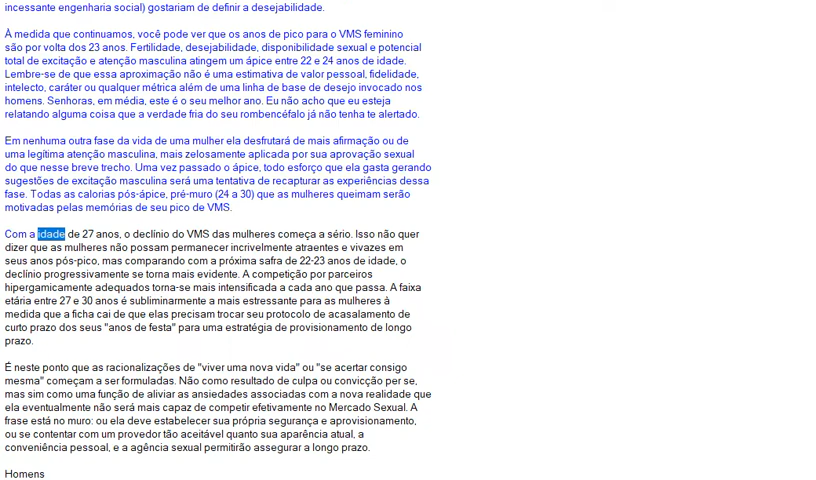 incessante engenharia social) gostariam de definir a desejabilidade.
À medida que continuamos, você pode ver que os anos de pico para o VMS feminino
são por volta dos 23 anos. Fertilidade, desejabilidade, disponibilidade sexual e potencial
total de excitação e atenção masculina atingem um ápice entre 22 e 24 anos de idade.
Lembre-se de que essa aproximação não é uma estimativa de valor pessoal, fidelidade,
intelecto, caráter ou qualquer métrica além de uma linha de base de desejo invocado nos
homens. Senhoras, em média, este é o seu melhor ano. Eu não acho que eu esteja
relatando alguma coisa que a verdade fria do seu rombencéfalo já não tenha te alertado.
Em nenhuma outra fase da vida de uma mulher ela desfrutará de mais afirmação ou de
uma legítima atenção masculina, mais zelosamente aplicada por sua aprovação sexual
do que nesse breve trecho. Uma vez passado o ápice, todo esforço que ela gasta gerando
sugestões de excitação masculina será uma tentativa de recapturar as experiências dessa
fase. Todas as calorias pós-ápice, pré-muro (24 a 30) que as mulheres queimam serão
motivadas pelas memórias de seu pico de VMS.
Com a idade de 27 anos, o declínio do VMS das mulheres começa a sério. Isso não quer
dizer que as mulheres não possam permanecer incrivelmente atraentes e vivazes em
seus anos pós-pico, mas comparando com a próxima safra de 22-23 anos de idade, o
declínio progressivamente se torna mais evidente. A competição por parceiros
hipergamicamente adequados torna-se mais intensificada a cada ano que passa. A faixa
etária entre 27 e 30 anos é subliminarmente a mais estressante para as mulheres à
medida que a ficha cai de que elas precisam trocar seu protocolo de acasalamento de
curto prazo dos seus "anos de festa" para uma estratégia de provisionamento de longo
prazo.
É neste ponto que as racionalizações de "viver uma nova vida" ou "se acertar consigo
mesma" começam a ser formuladas. Não como resultado de culpa ou convicção per se,
mas sim como uma função de aliviar as ansiedades associadas com a nova realidade que
ela eventualmente não será mais capaz de competir efetivamente no Mercado Sexual. A
frase está no muro: ou ela deve estabelecer sua própria segurança e aprovisionamento,
ou se contentar com um provedor tão aceitável quanto sua aparência atual, a
conveniência pessoal, e a agência sexual permitirão assegurar a longo prazo.
Homens